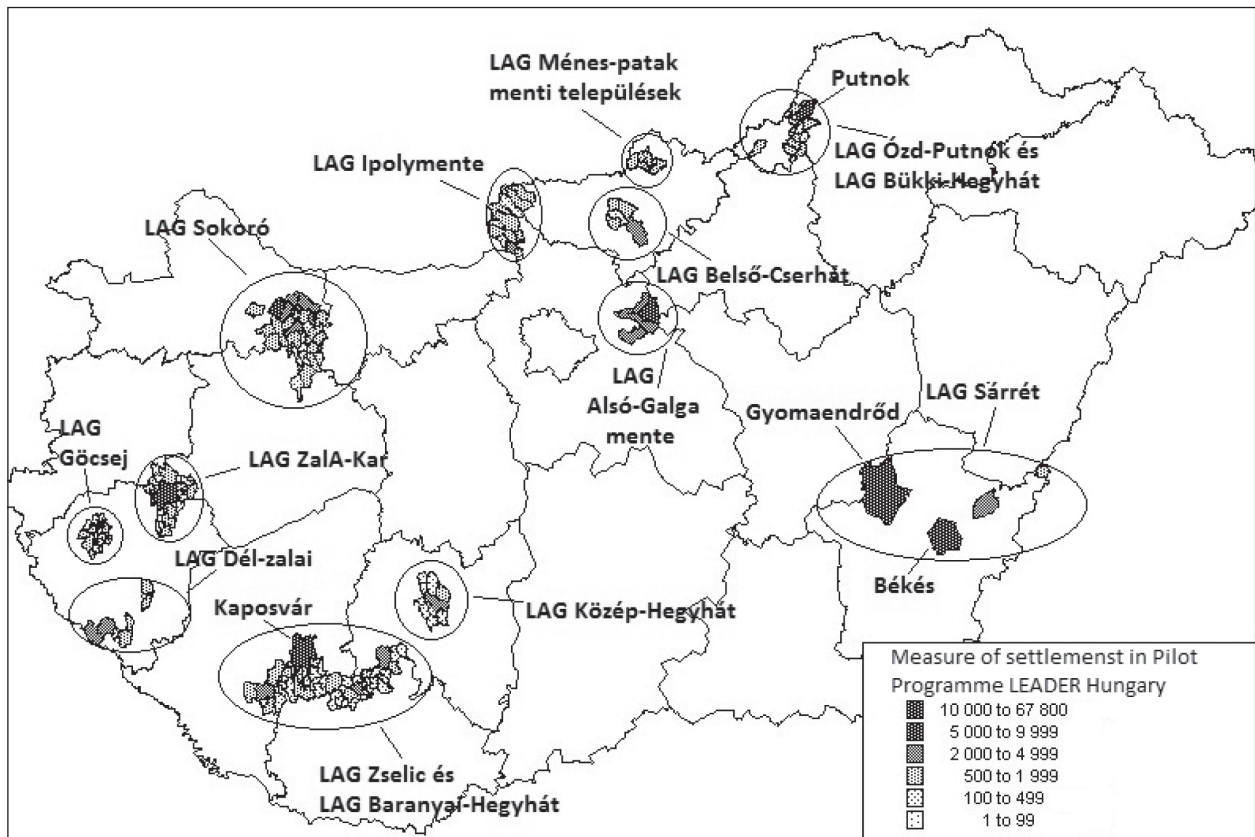 LAG Ménes-patak
menti települések
Putnok
LAG Ipolymente
LAG Ózd-Putnok és
LAG Bükki-Hegyhát
LAG Sokoró
LAG Belső-Cserhát
LAG
Alsó-Galga
mente
Gyomaendrőd
LAG Sárrét
LAG
Göcsej
LAG ZalA-Kar
LAG Dél-zalai
Kaposvár
LAG Közép-Hegyhát
Békés
LAG Zselic és
LAG Baranyai-Hegyhát
Measure of settlemenst in Pilot
Programme LEADER Hungary
10 000 to 67 800
5 000 to 9 999
2 000 to 4 999
500 to 1 999
100 to 499
1 to 99